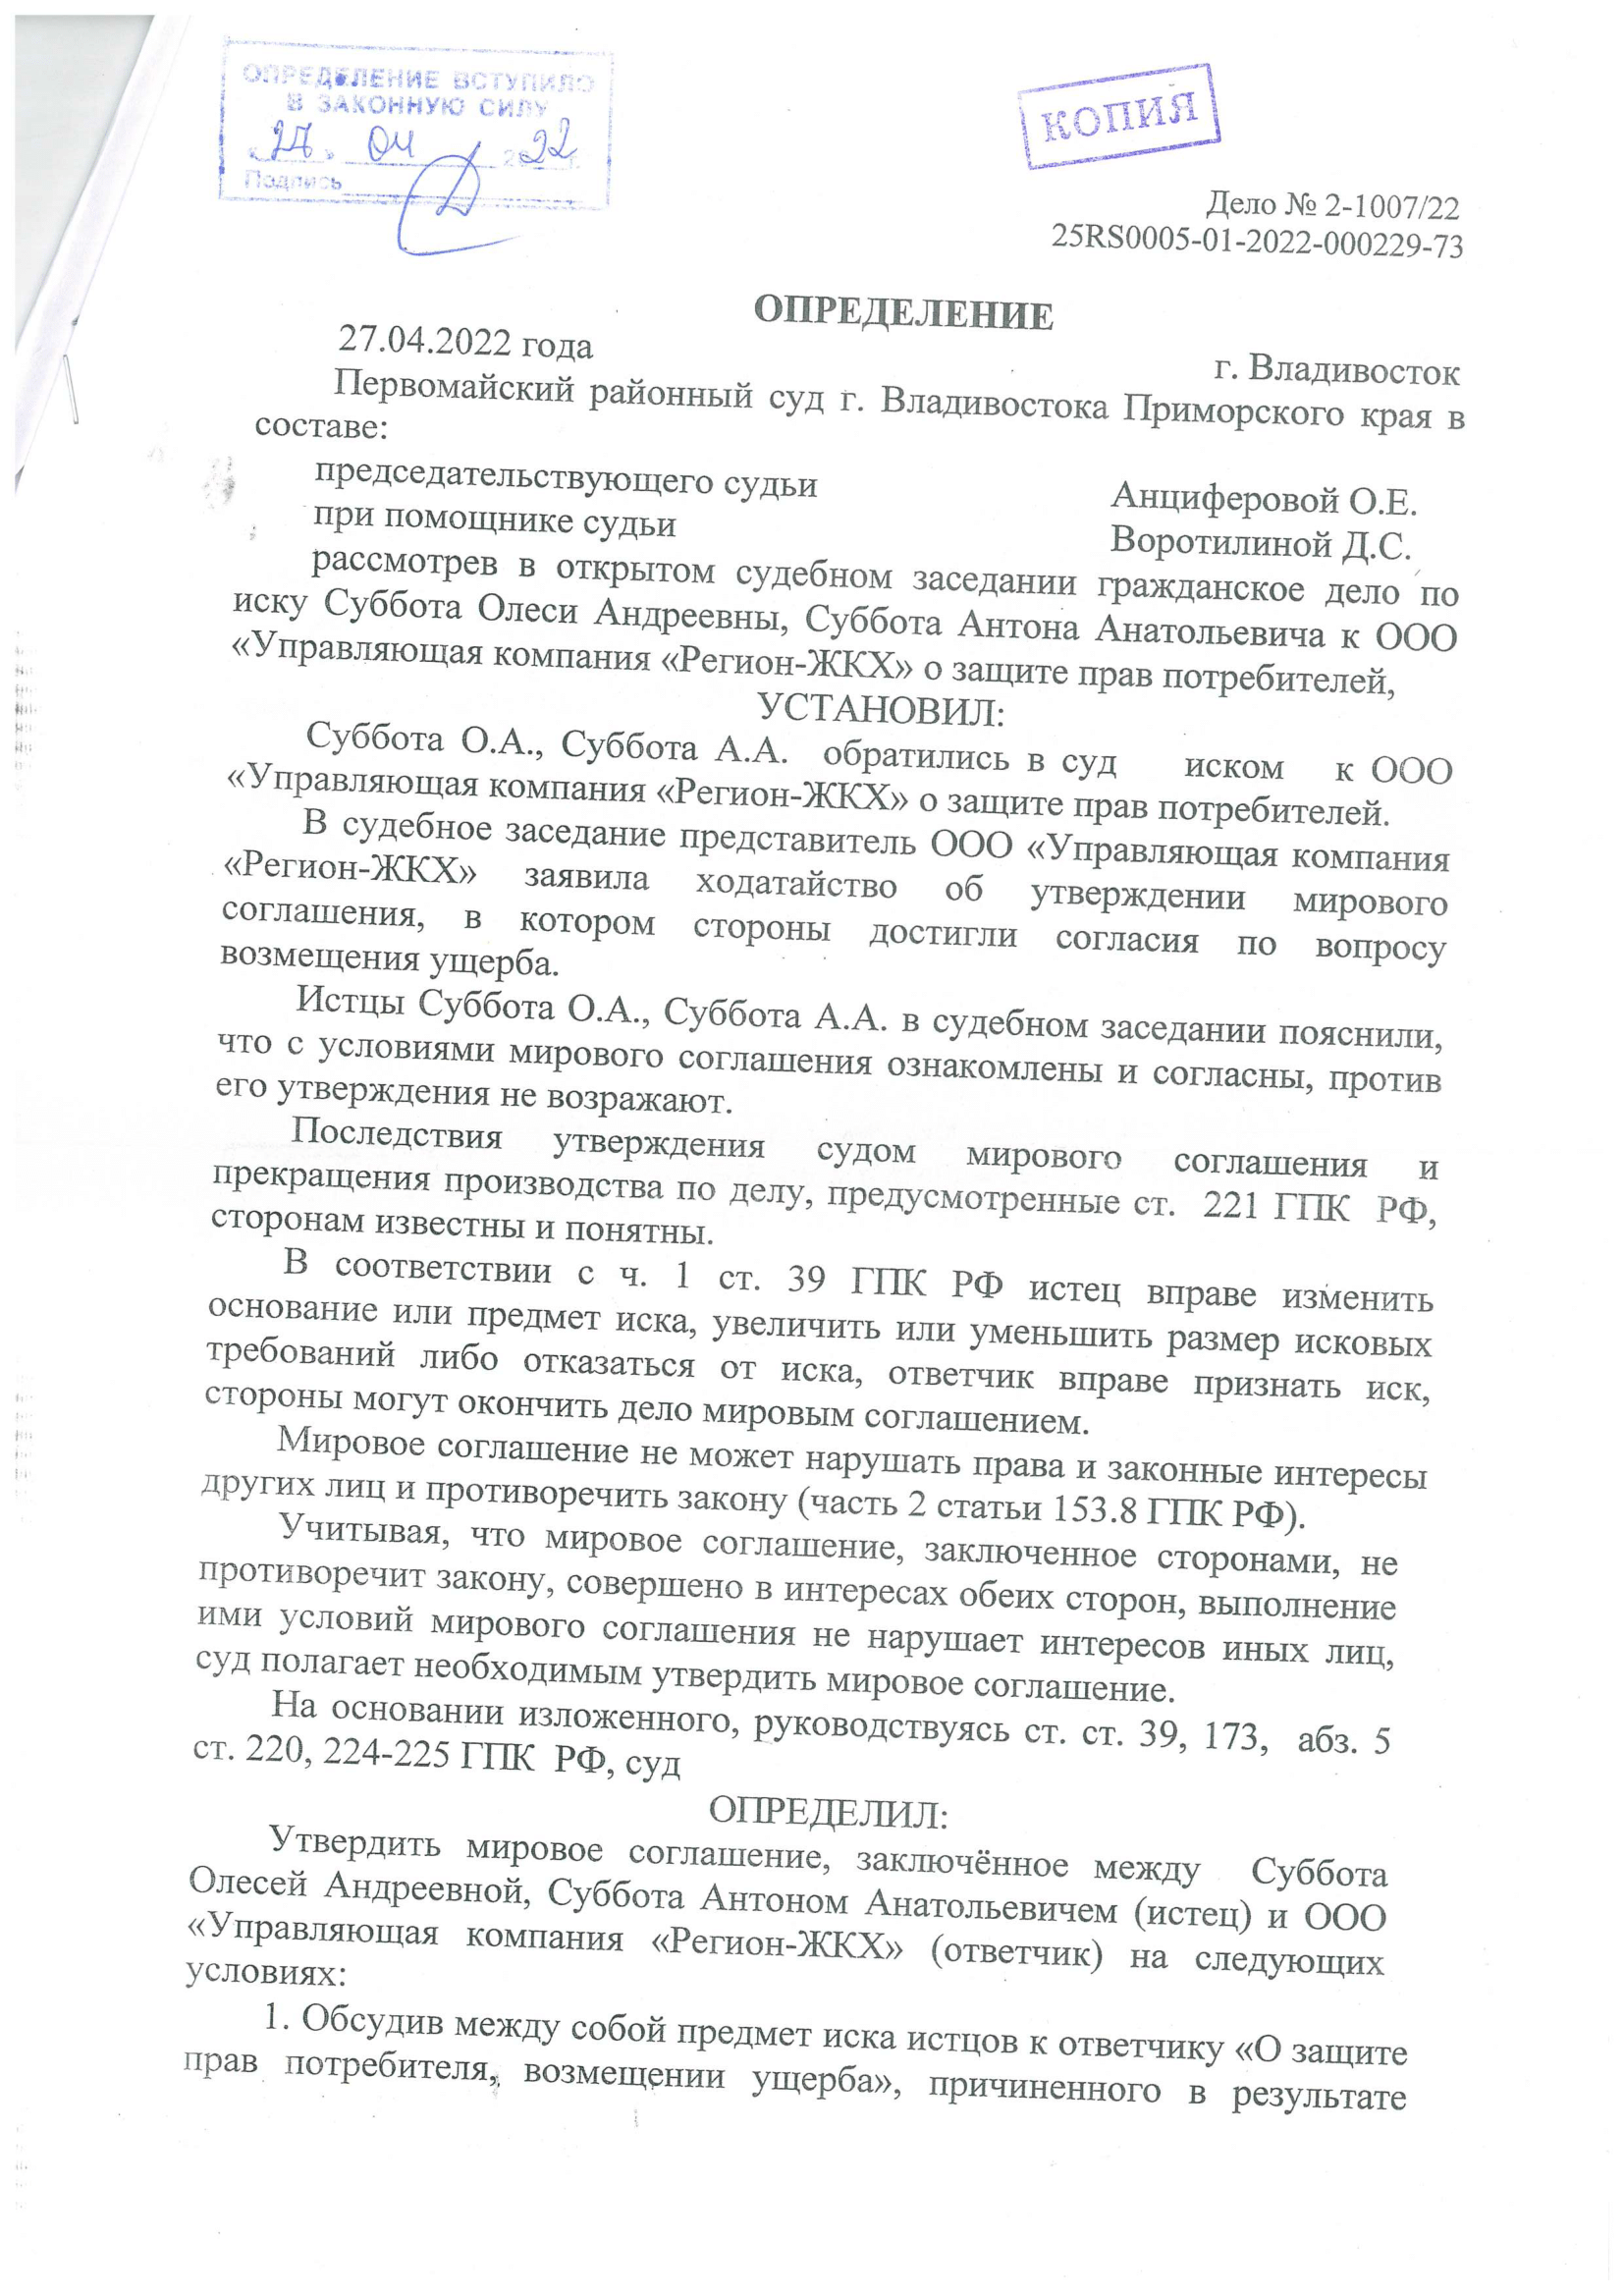 ОПРЕДЕЛЕНИЕ ВСТУПИЛО
В ЗАКОННУЮ СИЛУ
« » 04 2022 г.
Подпись
КОПИЯ
Дело № 2-1007/22
25RS0005-01-2022-000229-73
ОПРЕДЕЛЕНИЕ
27.04.2022 года г. Владивосток
Первомайский районный суд г. Владивостока Приморского края в
составе:
председательствующего судьи Анциферовой О.Е.
при помощнике судьи Воротилиной Д.С.
рассмотрев в открытом судебном заседании гражданское дело по
иску Суббота Олеси Андреевны, Суббота Антона Анатольевича к ООО
«Управляющая компания «Регион-ЖКХ» о защите прав потребителей,
УСТАНОВИЛ:
Суббота О.А., Суббота А.А. обратились в суд иском к ООО
«Управляющая компания «Регион-ЖКХ» о защите прав потребителей.
В судебное заседание представитель ООО «Управляющая компания
«Регион-ЖКХ» заявила ходатайство об утверждении мирового
соглашения, в котором стороны достигли согласия по вопросу
возмещения ущерба.
Истцы Суббота О.А., Суббота А.А. в судебном заседании пояснили,
что с условиями мирового соглашения ознакомлены и согласны, против
его утверждения не возражают.
Последствия утверждения судом мирового соглашения и
прекращения производства по делу, предусмотренные ст. 221 ГПК РФ,
сторонам известны и понятны.
В соответствии с ч. 1 ст. 39 ГПК РФ истец вправе изменить
основание или предмет иска, увеличить или уменьшить размер исковых
требований либо отказаться от иска, ответчик вправе признать иск,
стороны могут окончить дело мировым соглашением.
Мировое соглашение не может нарушать права и законные интересы
других лиц и противоречить закону (часть 2 статьи 153.8 ГПК РФ).
Учитывая, что мировое соглашение, заключенное сторонами, не
противоречит закону, совершено в интересах обеих сторон, выполнение
ими условий мирового соглашения не нарушает интересов иных лиц,
суд полагает необходимым утвердить мировое соглашение.
На основании изложенного, руководствуясь ст. ст. 39, 173, абз. 5
ст. 220, 224-225 ГПК РФ, суд
ОПРЕДЕЛИЛ:
Утвердить мировое соглашение, заключённое между Суббота
Олесей Андреевной, Суббота Антоном Анатольевичем (истец) и ООО
«Управляющая компания «Регион-ЖКХ» (ответчик) на следующих
условиях:
1. Обсудив между собой предмет иска истцов к ответчику «О защите
прав потребителя, возмещении ущерба», причиненного в результате